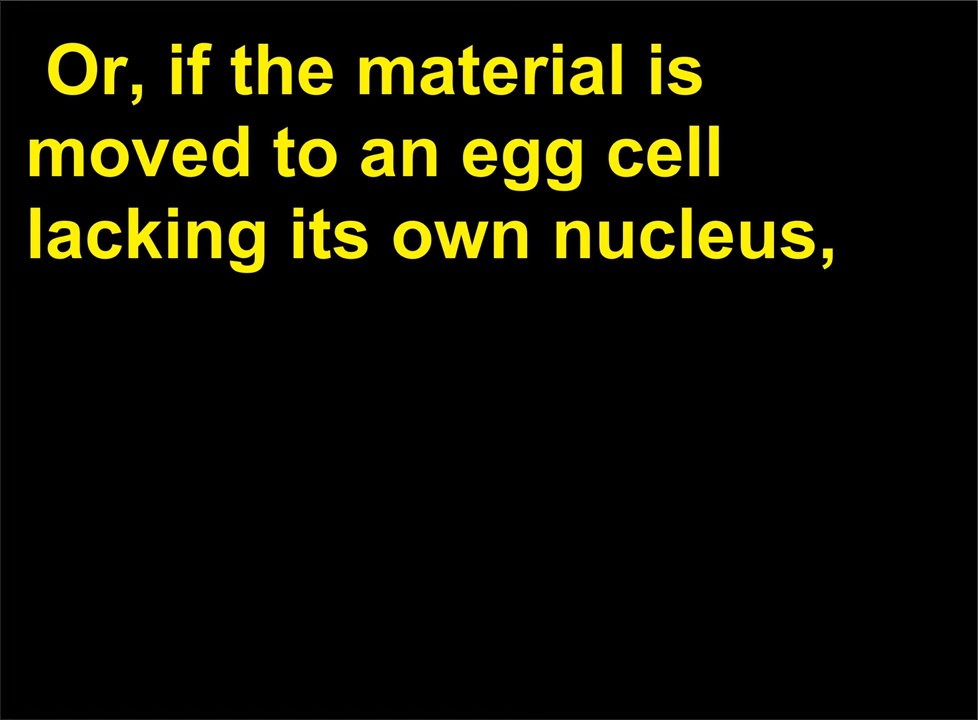 Or, if the material is
moved to an egg cell
lacking its own nucleus,